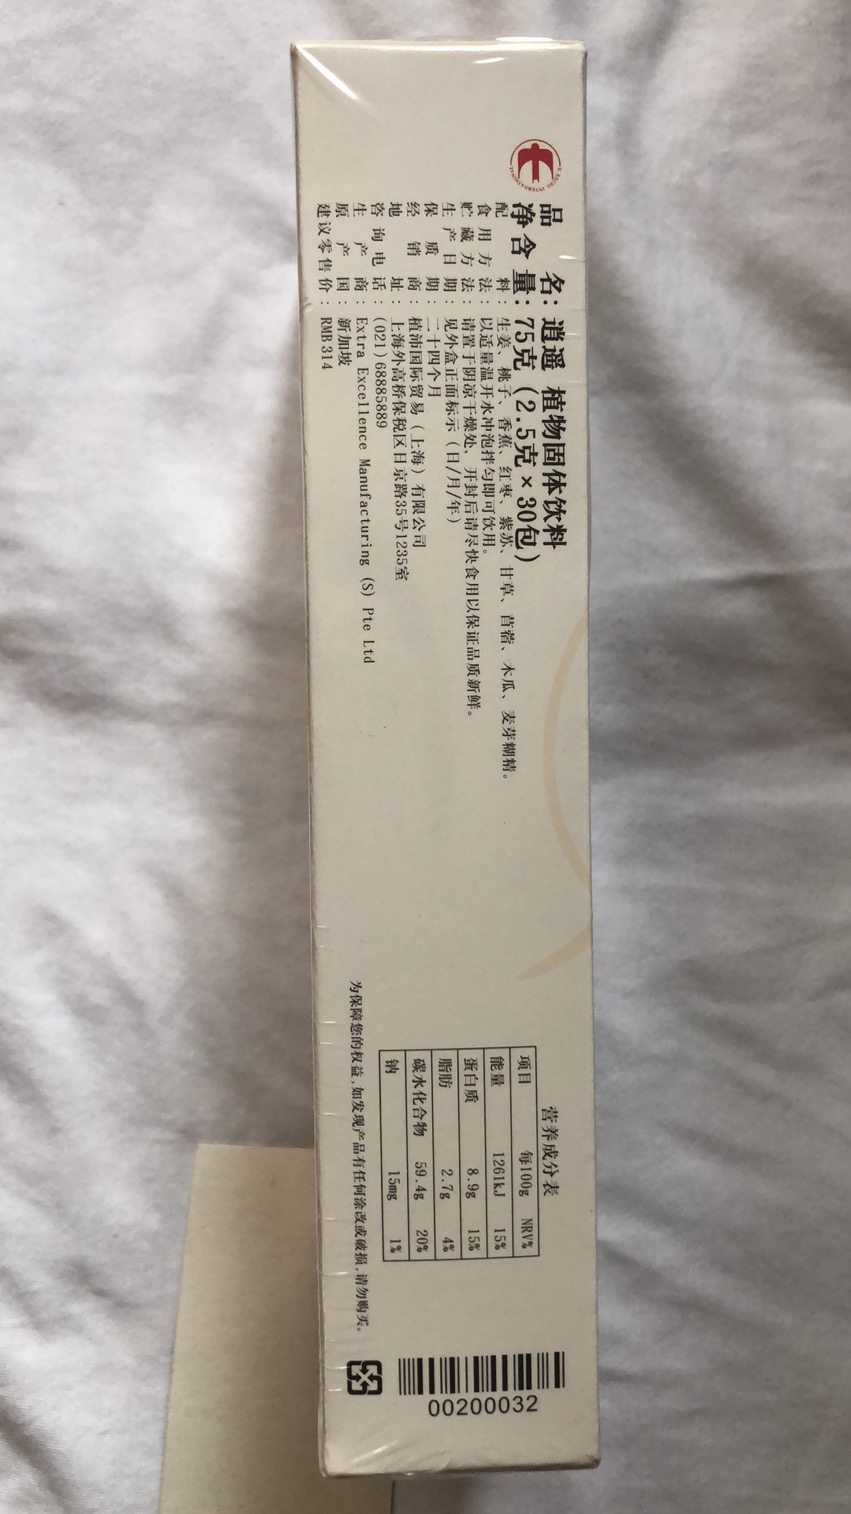 E. EXCEL INTERNATIONAL
品名：逍遥 植物固体饮料
净含量：75克（2.5克×30包）
配料：生姜、桃子、香蕉、红枣、紫苏、甘草、苜蓿、木瓜、麦芽糊精。
食用方法：以适量温开水冲泡拌匀即可饮用。
贮藏方法：请置于阴凉干燥处，开封后请尽快食用以保证品质新鲜。
生产日期：见外盒正面标示（日/月/年）
保质期：二十四个月
经销商：植沛国际贸易（上海）有限公司
地址：上海外高桥保税区日京路35号1235室
咨询电话：(021)68885889
生产商：Extra Excellence Manufacturing (S) Pte Ltd
原产国：新加坡
建议零售价：RMB314
营养成分表
项目 每100g NRV%
能量 1261kJ 15%
蛋白质 8.9g 15%
脂肪 2.7g 4%
碳水化合物 59.4g 20%
钠 15mg 1%
为保障您的权益,如发现产品有任何涂改或破损,请勿购买。
00200032